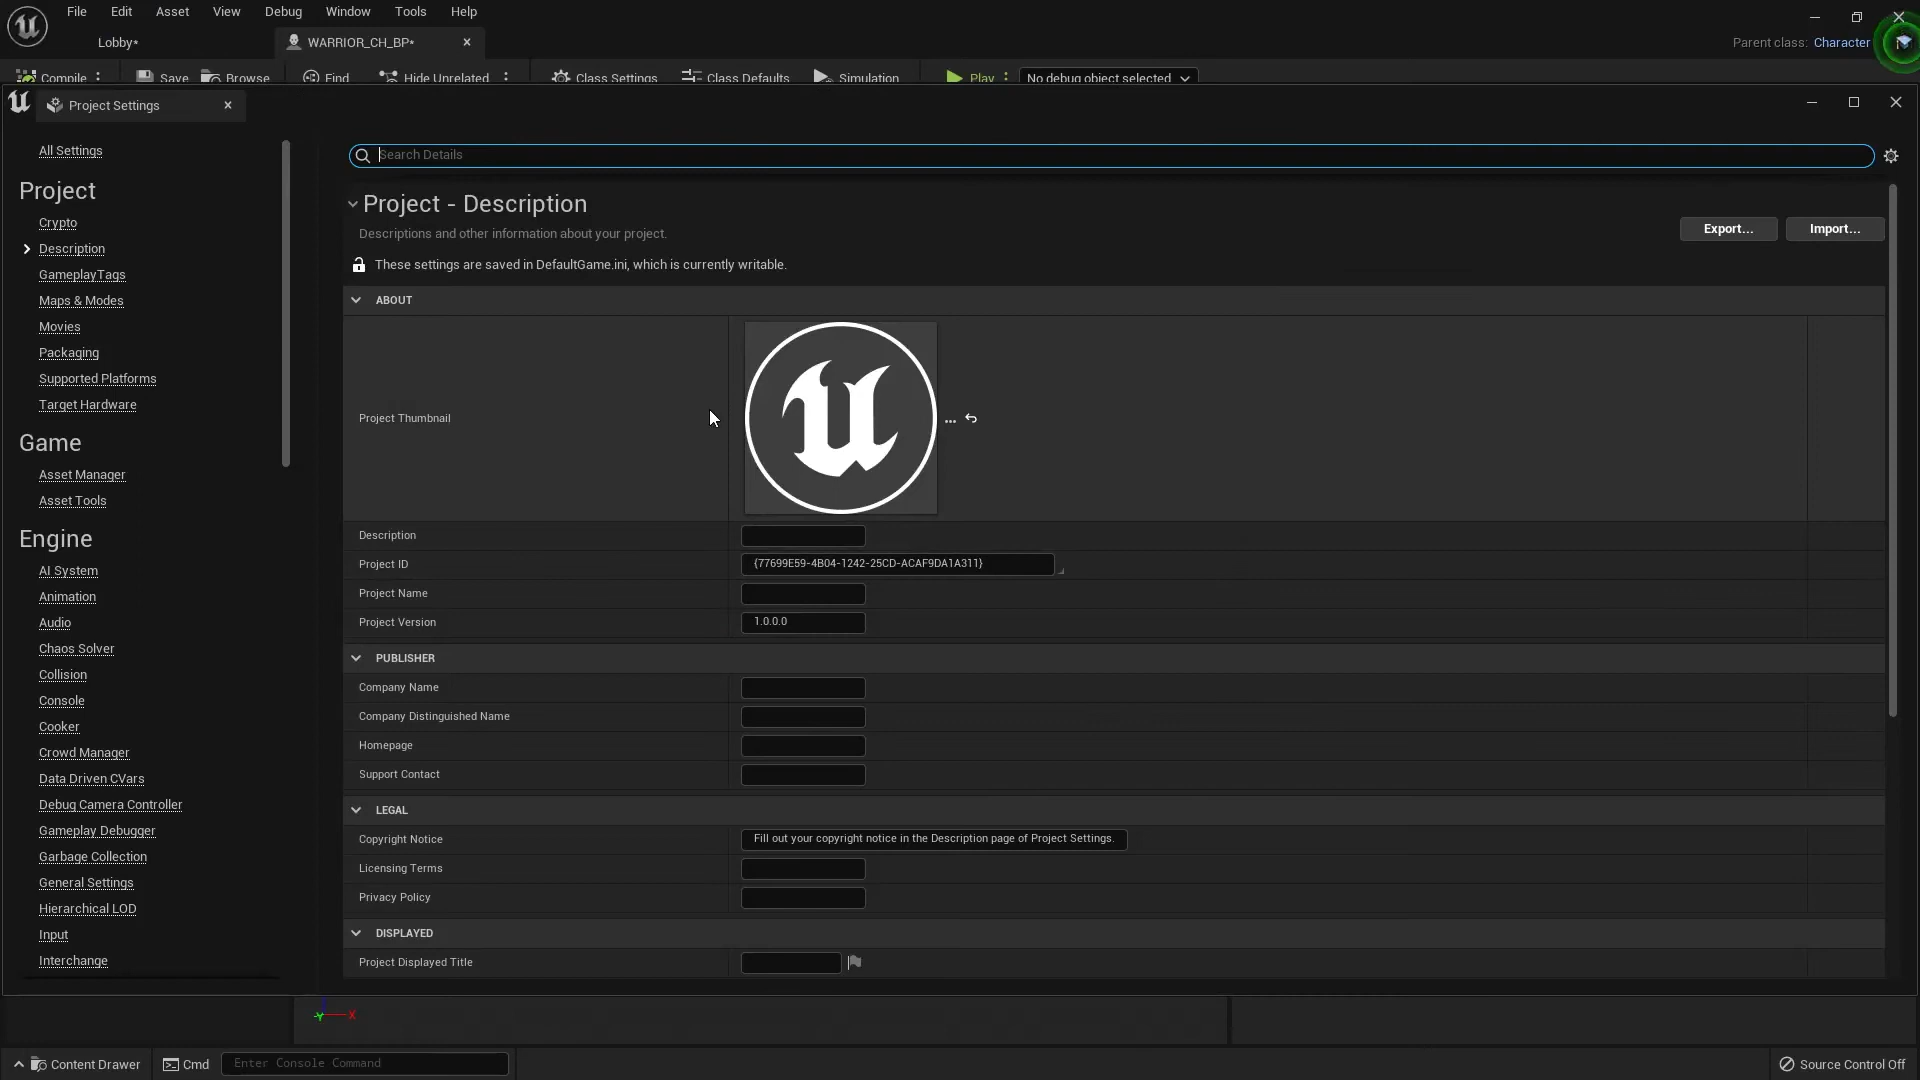 File Edit Asset View Debug Window Tools Help
Lobby* WARRIOR_CH_BP* Parent class: Character
Compile Save Browse Find Hide Unrelated Class Settings Class Defaults Simulation Play No debug object selected
Project Settings
All Settings
Search Details
Project
Crypto
Description
GameplayTags
Maps & Modes
Movies
Packaging
Supported Platforms
Target Hardware
Game
Asset Manager
Asset Tools
Engine
AI System
Animation
Audio
Chaos Solver
Collision
Console
Cooker
Crowd Manager
Data Driven CVars
Debug Camera Controller
Gameplay Debugger
Garbage Collection
General Settings
Hierarchical LOD
Input
Interchange
Project - Description
Descriptions and other information about your project.
Export... Import...
These settings are saved in DefaultGame.ini, which is currently writable.
ABOUT
Project Thumbnail
Description
Project ID {77699E59-4B04-1242-25CD-ACAF9DA1A311}
Project Name
Project Version 1.0.0.0
PUBLISHER
Company Name
Company Distinguished Name
Homepage
Support Contact
LEGAL
Copyright Notice Fill out your copyright notice in the Description page of Project Settings.
Licensing Terms
Privacy Policy
DISPLAYED
Project Displayed Title
Y X
Content Drawer Cmd Enter Console Command Source Control Off